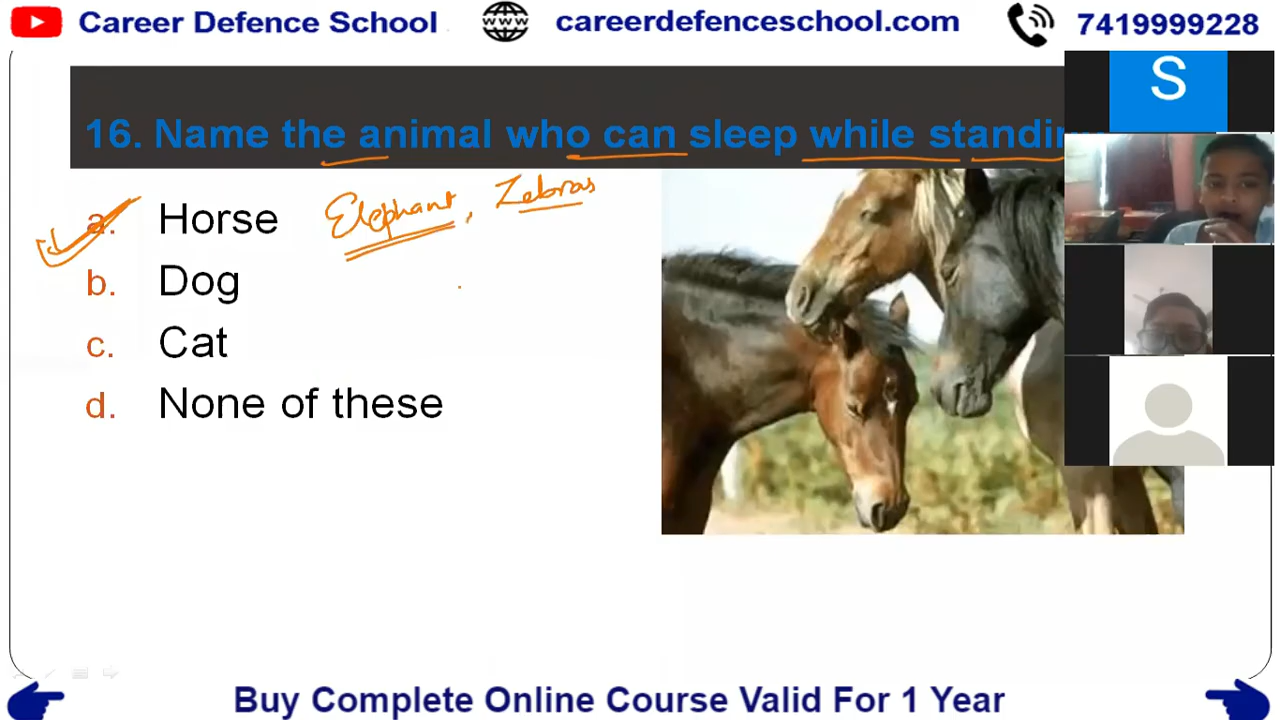 Career Defence School
careerdefenceschool.com
7419999228
S
16. Name the animal who can sleep while
a. Horse
Elephant, Zebras
b. Dog
c. Cat
d. None of these
Buy Complete Online Course Valid For 1 Year